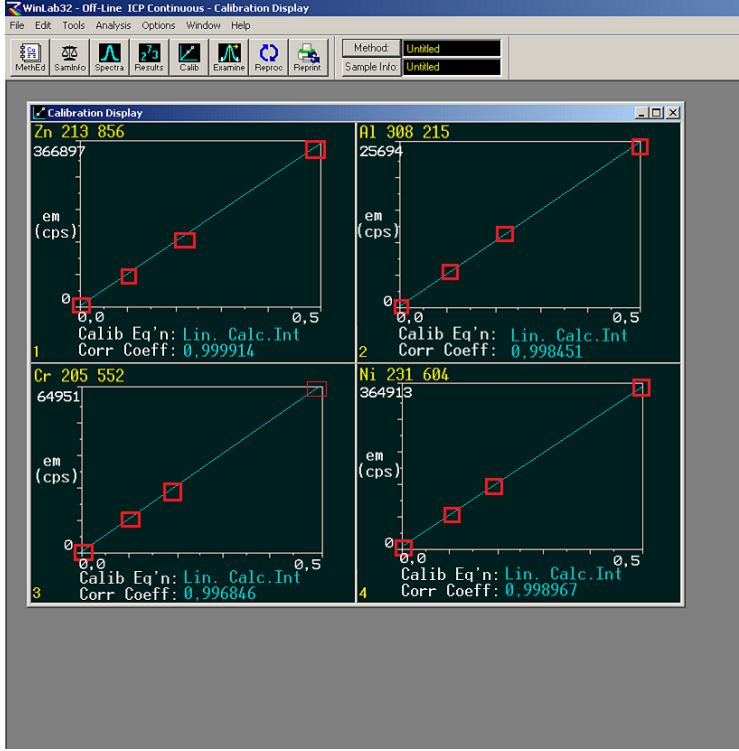 WinLab32 - Off-Line ICP Continuous - Calibration Display
File Edit Tools Analysis Options Window Help
MethEd SamInfo Spectra Results Calib Examine Reproc Reprint
Method: Untitled
Sample Info: Untitled
Calibration Display
Zn 213 856
366897
em
(cps)
0
0,0 0,5
Calib Eq'n: Lin. Calc.Int
1 Corr Coeff: 0,999914
Al 308 215
25694
em
(cps)
0
0,0 0,5
Calib Eq'n: Lin. Calc.Int
2 Corr Coeff: 0,998451
Cr 205 552
64951
em
(cps)
0
0,0 0,5
Calib Eq'n: Lin. Calc.Int
3 Corr Coeff: 0,996846
Ni 231 604
364913
em
(cps)
0
0,0 0,5
Calib Eq'n: Lin. Calc.Int
4 Corr Coeff: 0,998967